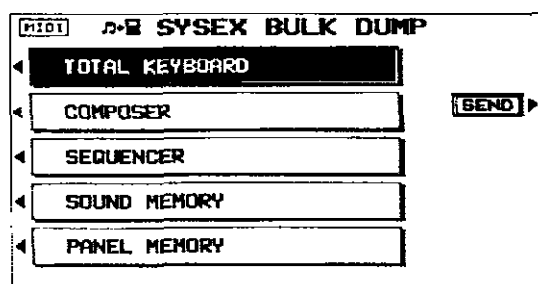 MIDI SYSEX BULK DUMP
TOTAL KEYBOARD
COMPOSER
SEND
SEQUENCER
SOUND MEMORY
PANEL MEMORY